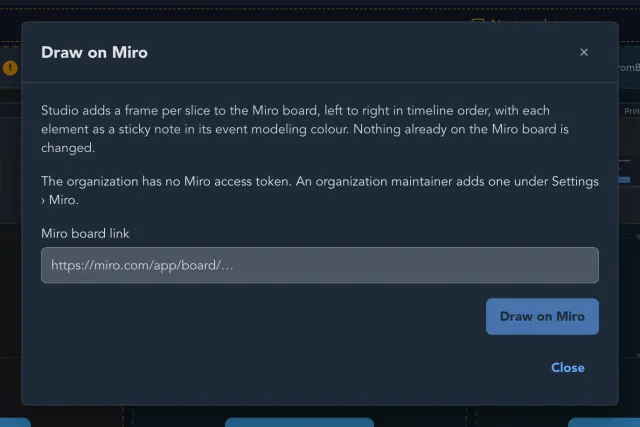 Draw on Miro
×
Studio adds a frame per slice to the Miro board, left to right in timeline order, with each
element as a sticky note in its event modeling colour. Nothing already on the Miro board is
changed.
The organization has no Miro access token. An organization maintainer adds one under Settings
› Miro.
Miro board link
https://miro.com/app/board/…
Draw on Miro
Close